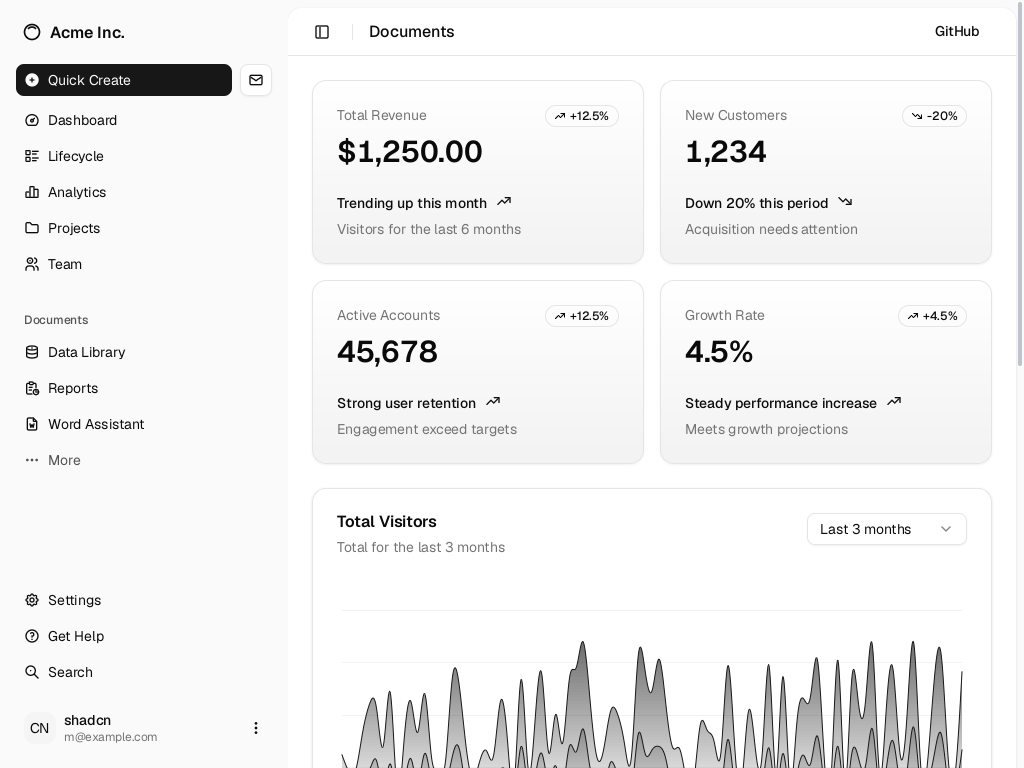 Acme Inc.
Quick Create
Dashboard
Lifecycle
Analytics
Projects
Team
Documents
Data Library
Reports
Word Assistant
More
Settings
Get Help
Search
CN
shadcn
m@example.com
Documents
GitHub
Total Revenue
+12.5%
$1,250.00
Trending up this month
Visitors for the last 6 months
New Customers
-20%
1,234
Down 20% this period
Acquisition needs attention
Active Accounts
+12.5%
45,678
Strong user retention
Engagement exceed targets
Growth Rate
+4.5%
4.5%
Steady performance increase
Meets growth projections
Total Visitors
Total for the last 3 months
Last 3 months